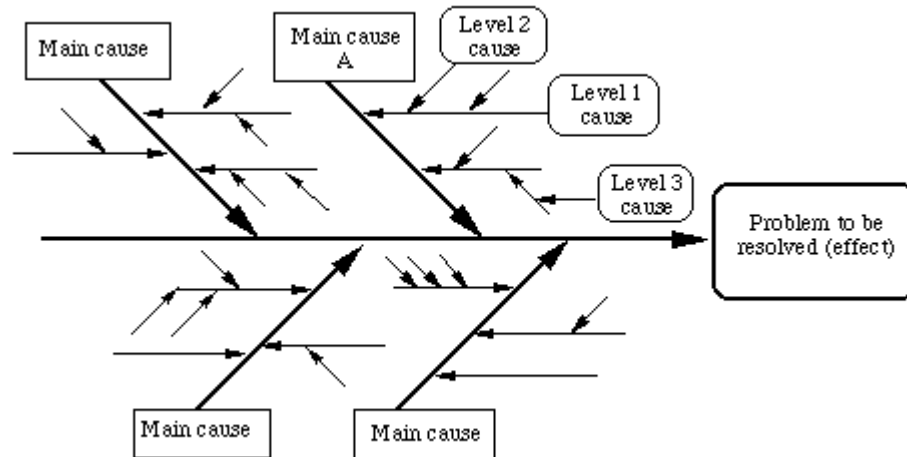 Main cause
Main cause
A
Level 2
cause
Level 1
cause
Level 3
cause
Problem to be
resolved (effect)
Main cause
Main cause